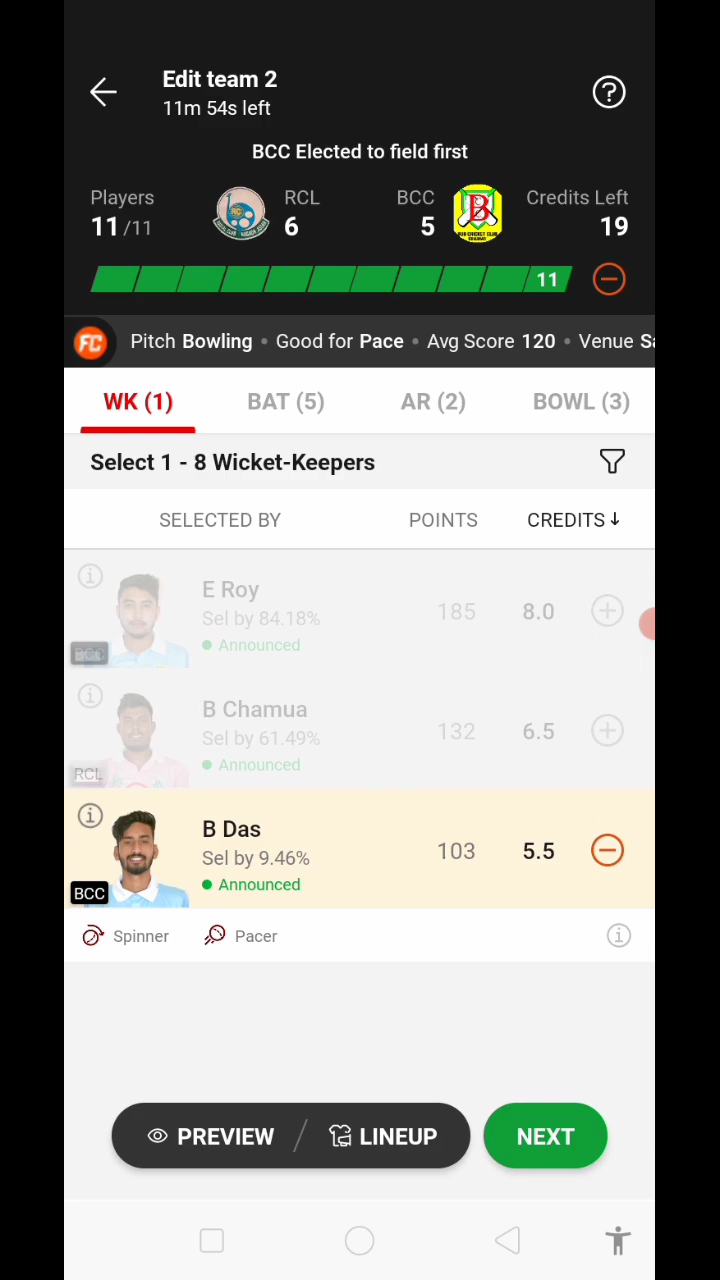 Edit team 2
11m 54s left
BCC Elected to field first
Players RCL BCC Credits Left
11/11 6 5 19
11
FC Pitch Bowling • Good for Pace • Avg Score 120 • Venue Sa
WK (1) BAT (5) AR (2) BOWL (3)
Select 1 - 8 Wicket-Keepers
SELECTED BY POINTS CREDITS↓
E Roy
Sel by 84.18% 185 8.0
Announced
BCC
B Chamua
Sel by 61.49% 132 6.5
Announced
RCL
B Das
Sel by 9.46% 103 5.5
Announced
BCC
Spinner Pacer
PREVIEW / LINEUP NEXT